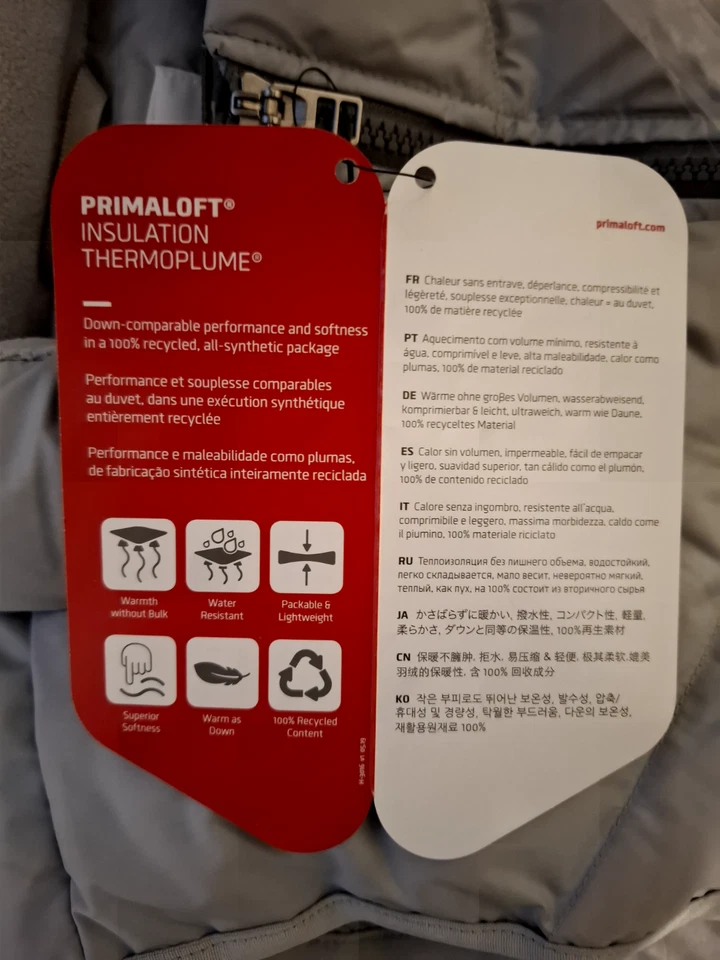 PRIMALOFT®
INSULATION
THERMOPLUME®
Down-comparable performance and softness
in a 100% recycled, all-synthetic package
Performance et souplesse comparables
au duvet, dans une exécution synthétique
entièrement recyclée
Performance e maleabilidade como plumas,
de fabricação sintética inteiramente reciclada
Warmth
without Bulk
Water
Resistant
Packable &
Lightweight
Superior
Softness
Warm as
Down
100% Recycled
Content
primaloft.com
FR Chaleur sans entrave, déperlance, compressibilité et
légèreté, souplesse exceptionnelle, chaleur = au duvet,
100% de matière recyclée
PT Aquecimento com volume mínimo, resistente à
água, comprimível e leve, alta maleabilidade, calor como
plumas, 100% de material reciclado
DE Wärme ohne großes Volumen, wasserabweisend,
komprimierbar & leicht, ultraweich, warm wie Daune,
100% recyceltes Material
ES Calor sin volumen, impermeable, fácil de empacar
y ligero, suavidad superior, tan cálido como el plumón,
100% de contenido reciclado
IT Calore senza ingombro, resistente all'acqua,
comprimibile e leggero, massima morbidezza, caldo come
il piumino, 100% materiale riciclato
RU Теплоизоляция без лишнего объема, водостойкий,
легко складывается, мало весит, невероятно мягкий,
теплый, как пух, на 100% состоит из вторичного сырья
JA かさばらずに暖かい, 撥水性, コンパクト性, 軽量,
柔らかさ, ダウンと同等の保温性, 100%再生素材
CN 保暖不臃肿, 拒水, 易压缩 & 轻便, 极其柔软, 媲美
羽绒的保暖性, 含 100% 回收成分
KO 작은 부피로도 뛰어난 보온성, 발수성, 압축/
휴대성 및 경량성, 탁월한 부드러움, 다운의 보온성,
재활용원재료 100%